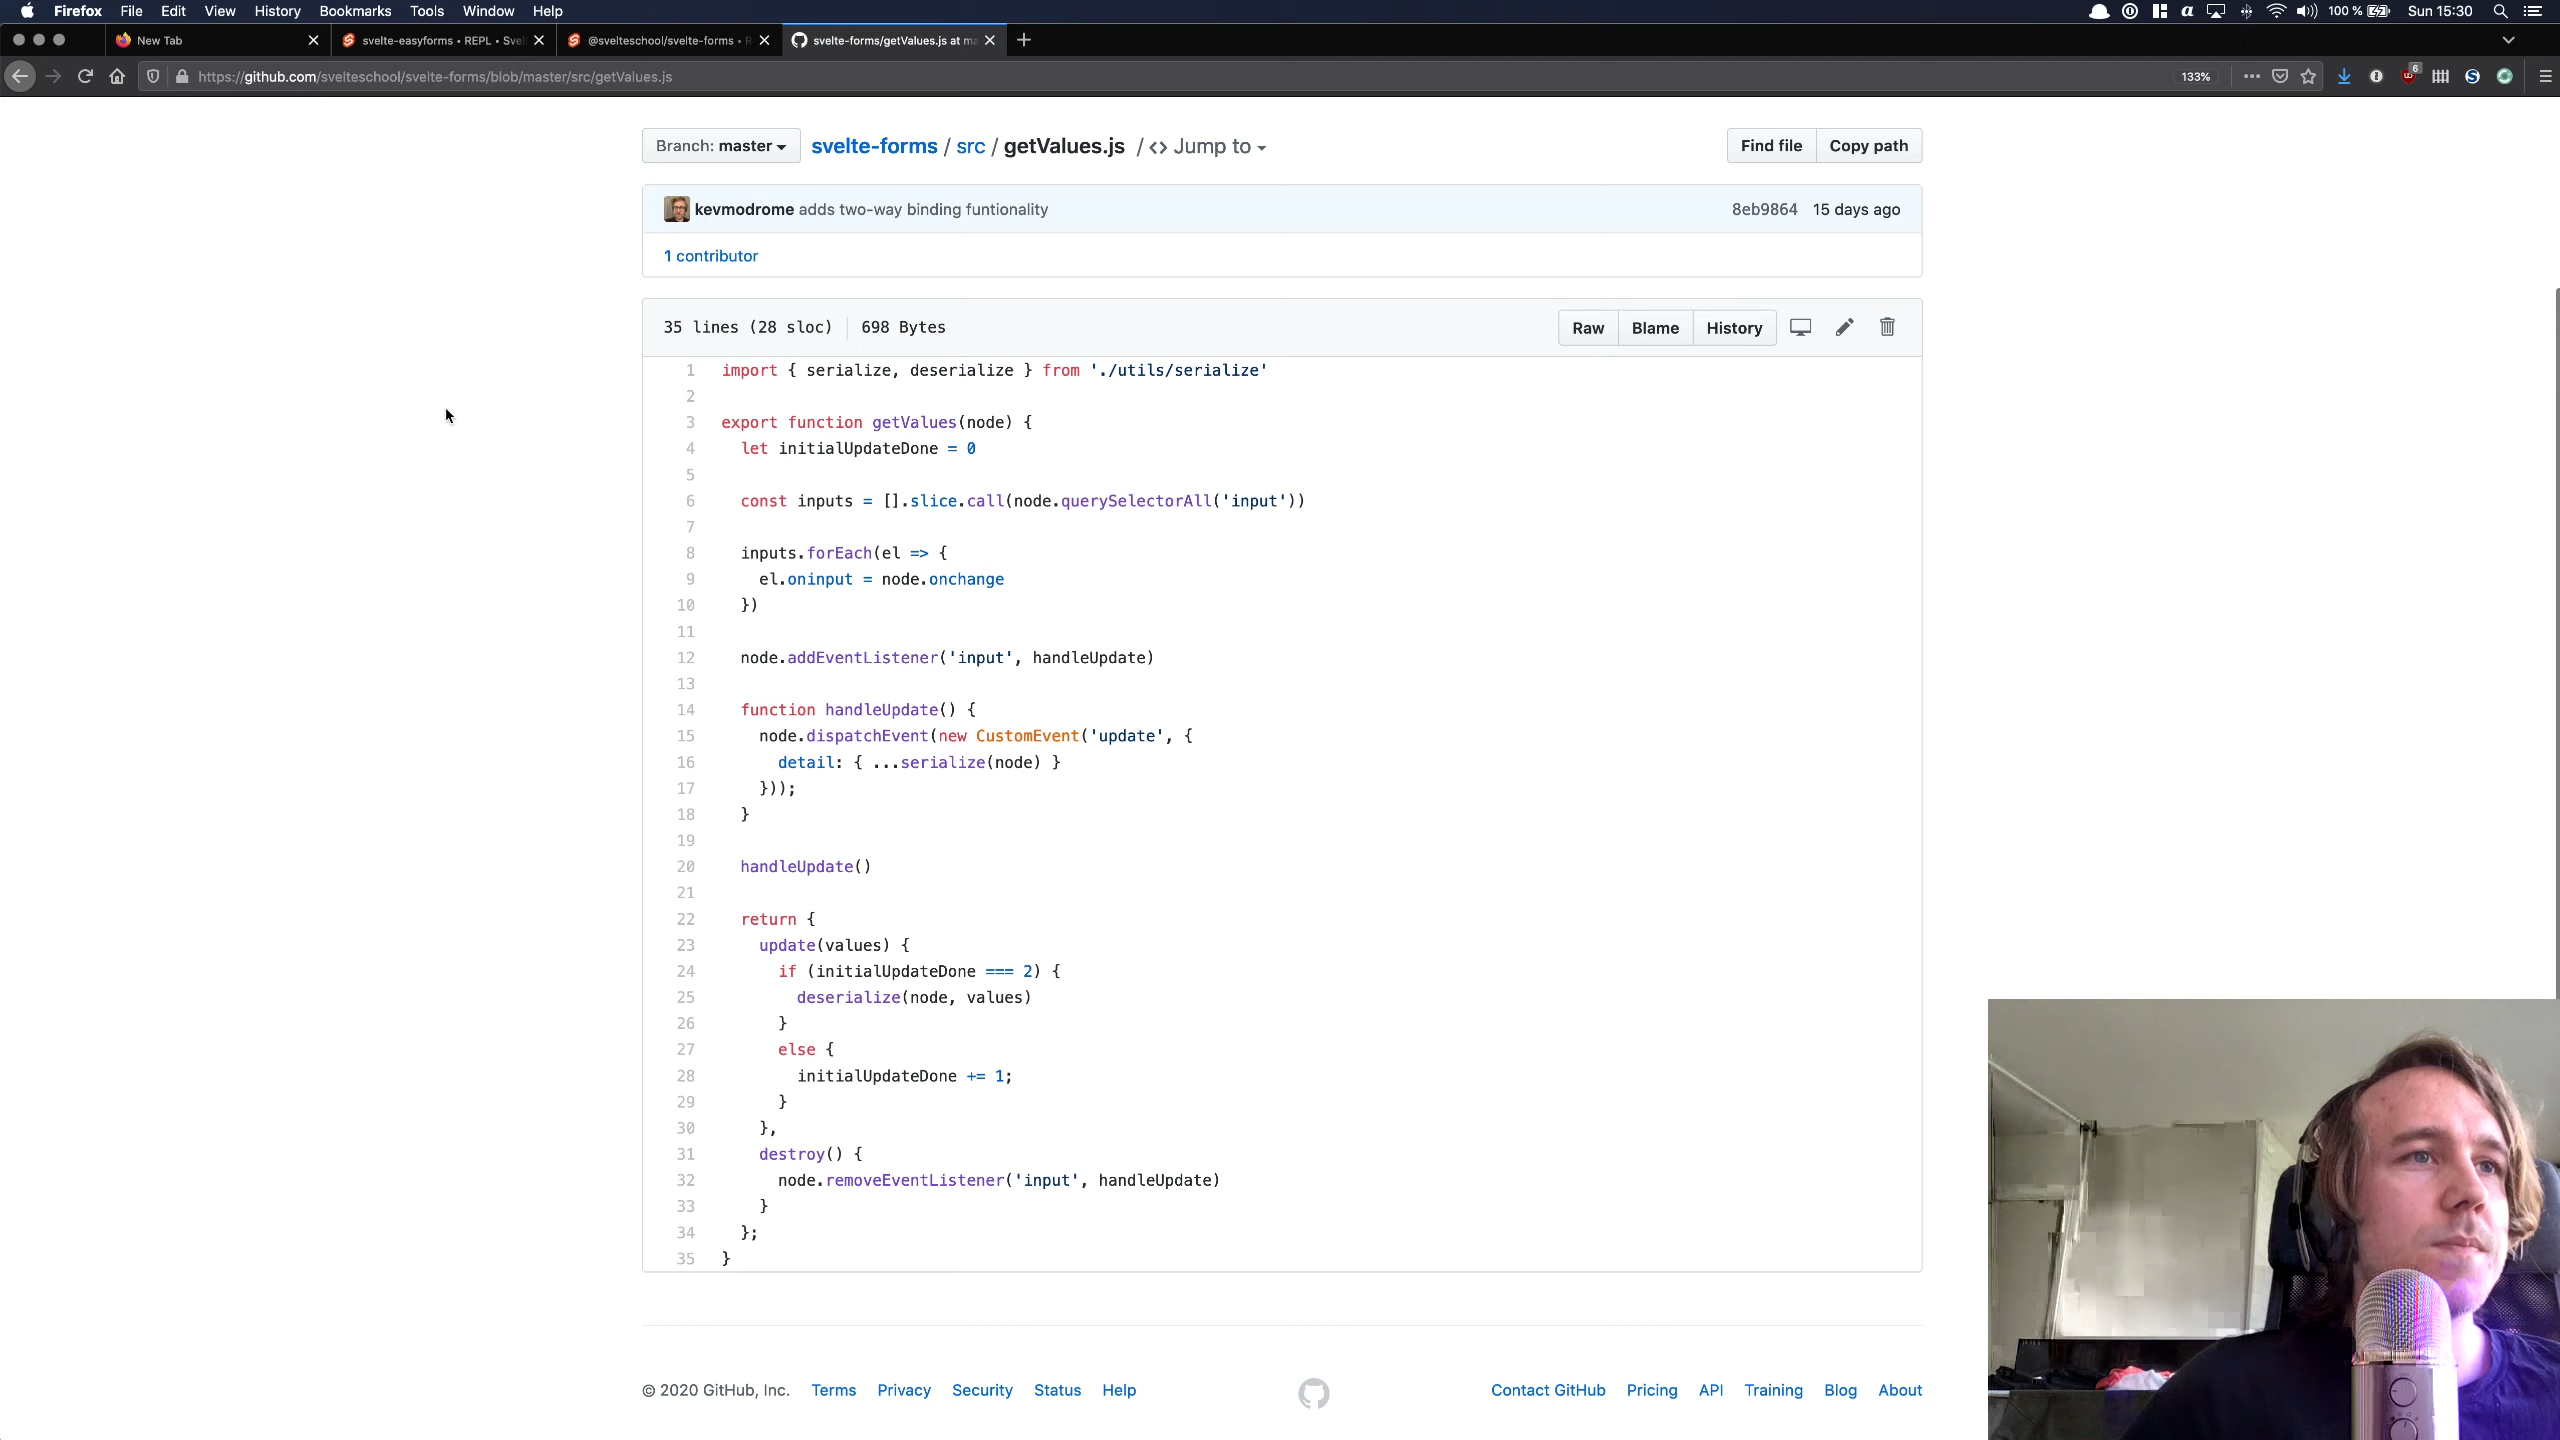 Firefox File Edit View History Bookmarks Tools Window Help
100 % Sun 15:30
New Tab
svelte-easyforms • REPL • Sve
@svelteschool/svelte-forms • R
svelte-forms/getValues.js at ma
https://github.com/svelteschool/svelte-forms/blob/master/src/getValues.js
133%
6
Branch: master
svelte-forms / src / getValues.js / <> Jump to
Find file
Copy path
kevmodrome adds two-way binding funtionality
8eb9864 15 days ago
1 contributor
35 lines (28 sloc) 698 Bytes
Raw Blame History
1 import { serialize, deserialize } from './utils/serialize'
2
3 export function getValues(node) {
4 let initialUpdateDone = 0
5
6 const inputs = [].slice.call(node.querySelectorAll('input'))
7
8 inputs.forEach(el => {
9 el.oninput = node.onchange
10 })
11
12 node.addEventListener('input', handleUpdate)
13
14 function handleUpdate() {
15 node.dispatchEvent(new CustomEvent('update', {
16 detail: { ...serialize(node) }
17 }));
18 }
19
20 handleUpdate()
21
22 return {
23 update(values) {
24 if (initialUpdateDone === 2) {
25 deserialize(node, values)
26 }
27 else {
28 initialUpdateDone += 1;
29 }
30 },
31 destroy() {
32 node.removeEventListener('input', handleUpdate)
33 }
34 };
35 }
© 2020 GitHub, Inc. Terms Privacy Security Status Help
Contact GitHub Pricing API Training Blog About